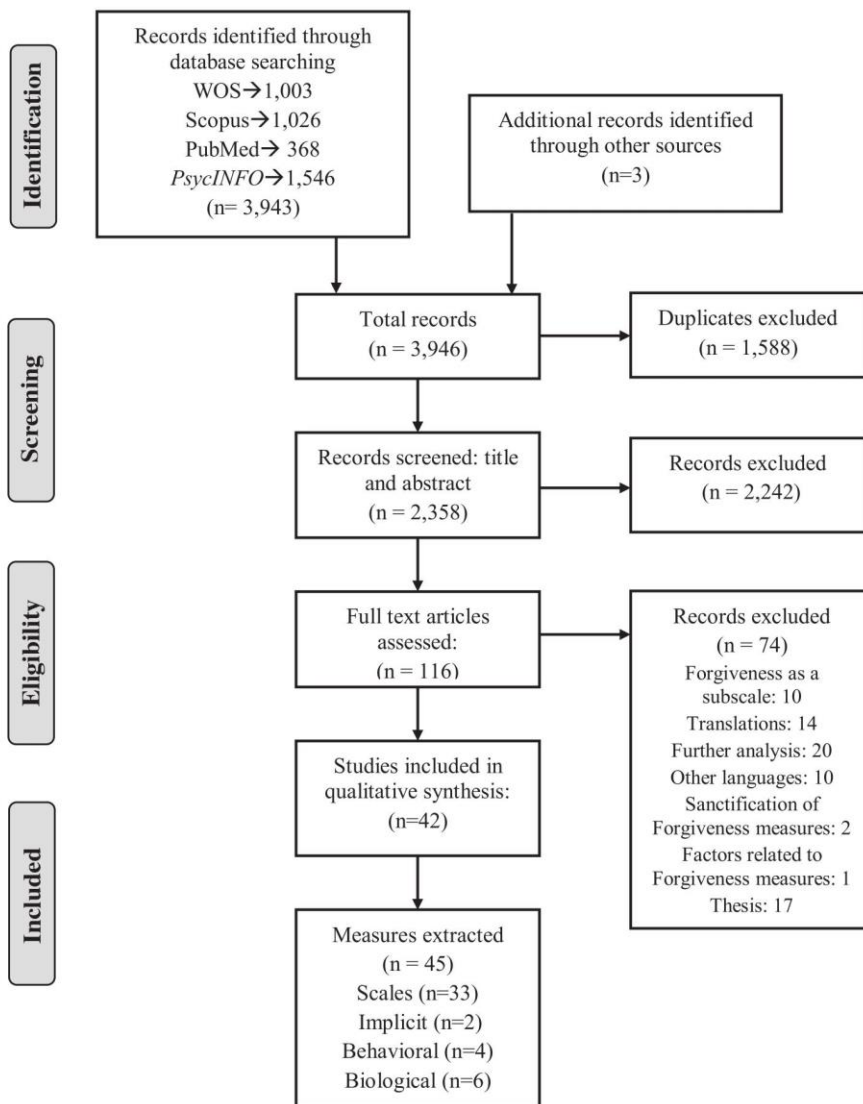 Identification
Records identified through
database searching
WOS→1,003
Scopus→1,026
PubMed→ 368
PsycINFO→1,546
(n= 3,943)
Additional records identified
through other sources
(n=3)
Screening
Total records
(n = 3,946)
Duplicates excluded
(n = 1,588)
Records screened: title
and abstract
(n = 2,358)
Records excluded
(n = 2,242)
Eligibility
Full text articles
assessed:
(n = 116)
Records excluded
(n = 74)
Forgiveness as a
subscale: 10
Translations: 14
Further analysis: 20
Other languages: 10
Sanctification of
Forgiveness measures: 2
Factors related to
Forgiveness measures: 1
Thesis: 17
Studies included in
qualitative synthesis:
(n=42)
Included
Measures extracted
(n = 45)
Scales (n=33)
Implicit (n=2)
Behavioral (n=4)
Biological (n=6)